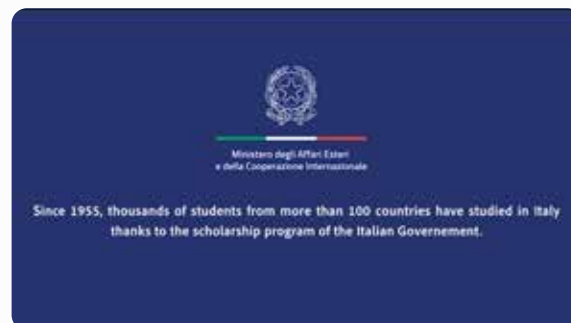 Ministero degli Affari Esteri
e della Cooperazione Internazionale
Since 1955, thousands of students from more than 100 countries have studied in Italy
thanks to the scholarship program of the Italian Governement.